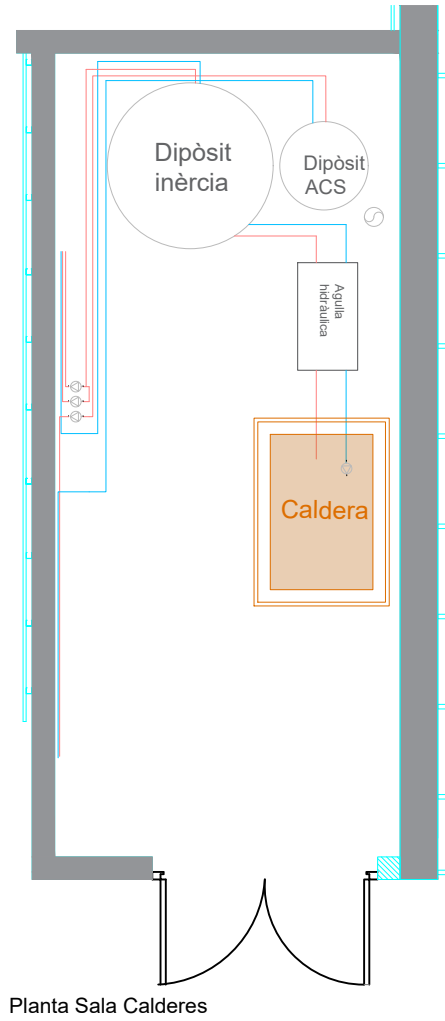 Dipòsit
inèrcia
Dipòsit
ACS
Agulla
hidràulica
Caldera
Planta Sala Calderes